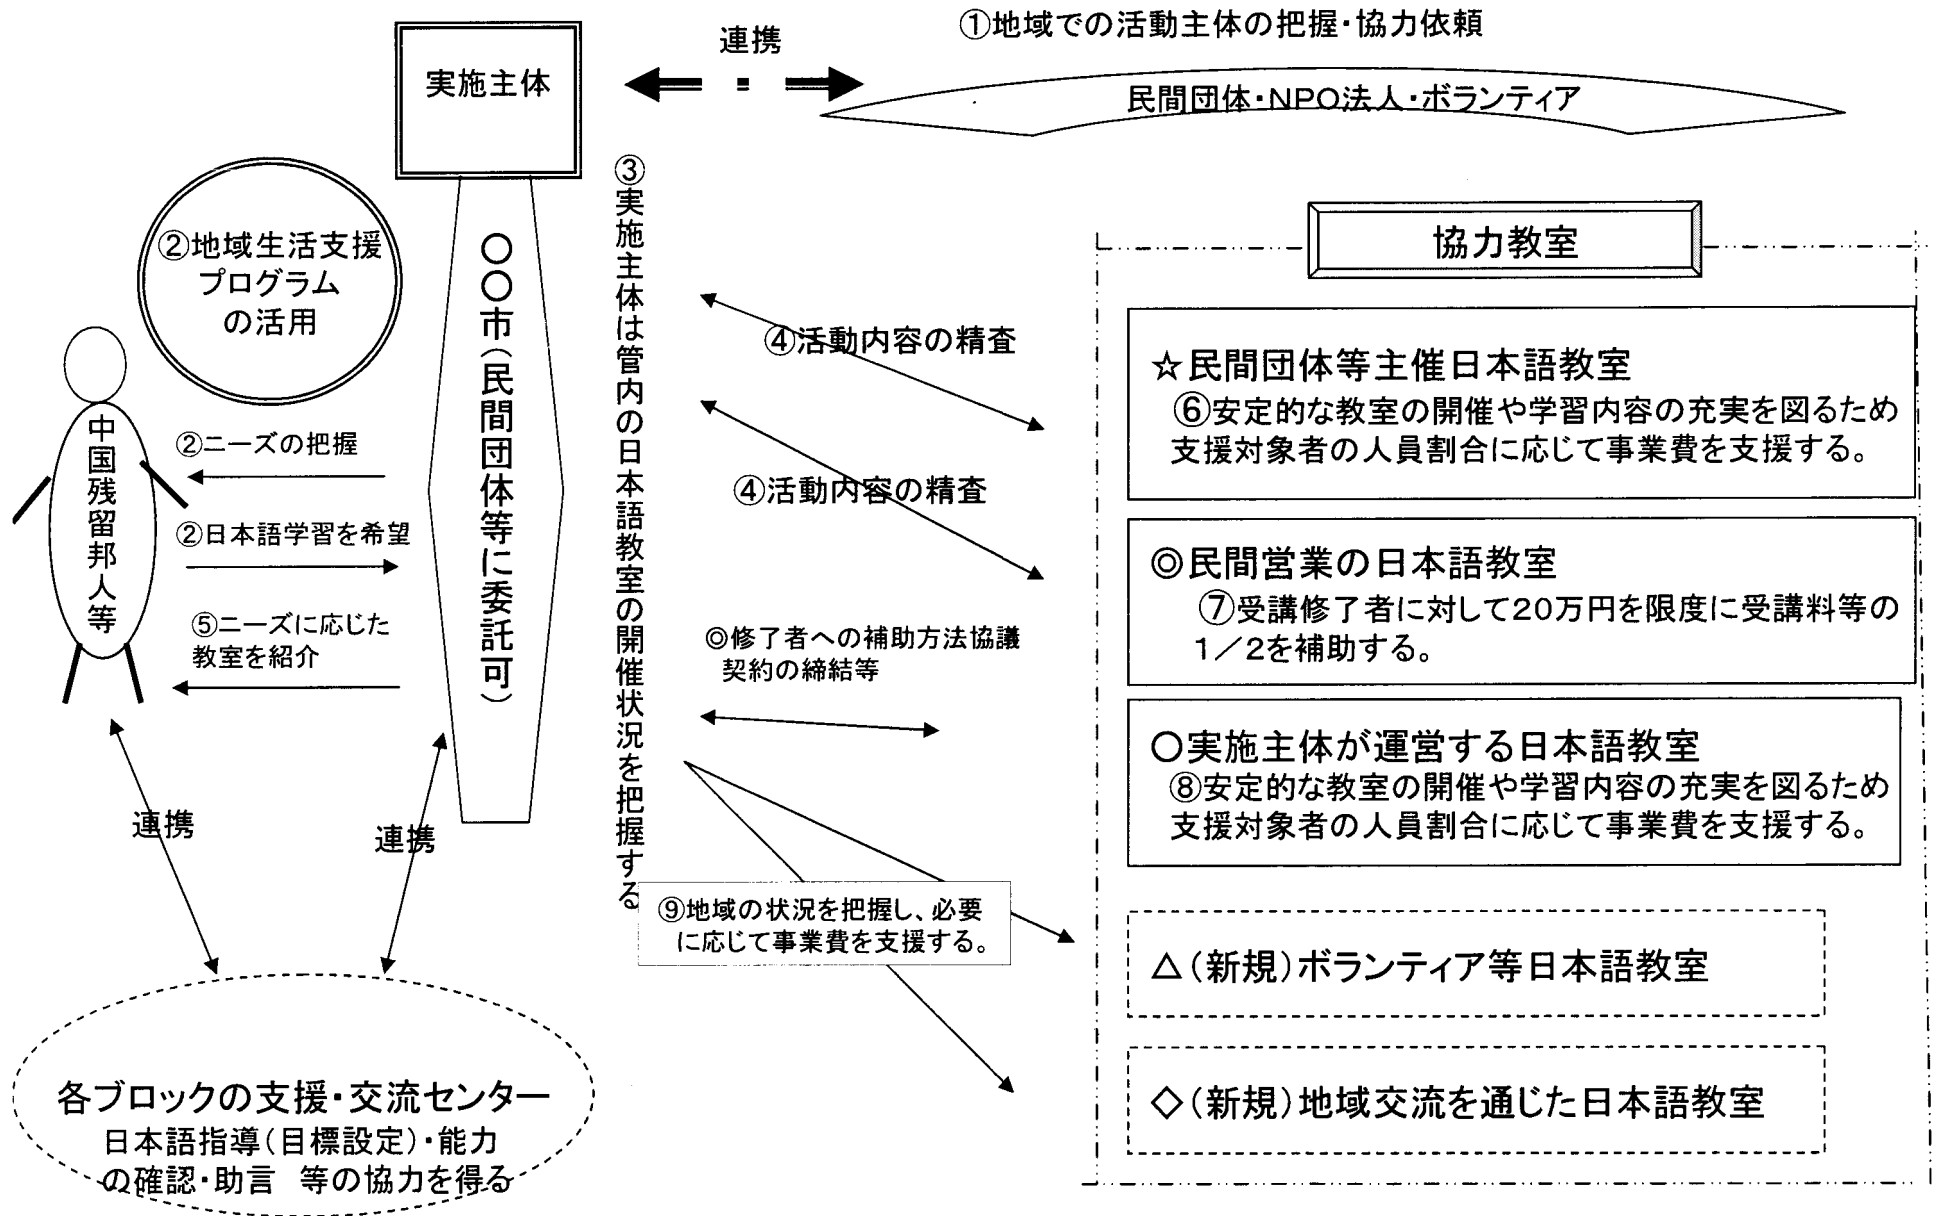 ①地域での活動主体の把握・協力依頼
連携
実施主体
民間団体・NPO法人・ボランティア
②地域生活支援
プログラム
の活用
〇〇市(民間団体等に委託可)
③実施主体は管内の日本語教室の開催状況を把握する
中国残留邦人等
②ニーズの把握
②日本語学習を希望
⑤ニーズに応じた
教室を紹介
④活動内容の精査
④活動内容の精査
◎修了者への補助方法協議
契約の締結等
⑨地域の状況を把握し、必要
に応じて事業費を支援する。
連携
連携
各ブロックの支援・交流センター
日本語指導(目標設定)・能力
の確認・助言 等の協力を得る
協力教室
☆民間団体等主催日本語教室
⑥安定的な教室の開催や学習内容の充実を図るため
支援対象者の人員割合に応じて事業費を支援する。
◎民間営業の日本語教室
⑦受講修了者に対して20万円を限度に受講料等の
1/2を補助する。
〇実施主体が運営する日本語教室
⑧安定的な教室の開催や学習内容の充実を図るため
支援対象者の人員割合に応じて事業費を支援する。
△(新規)ボランティア等日本語教室
◇(新規)地域交流を通じた日本語教室